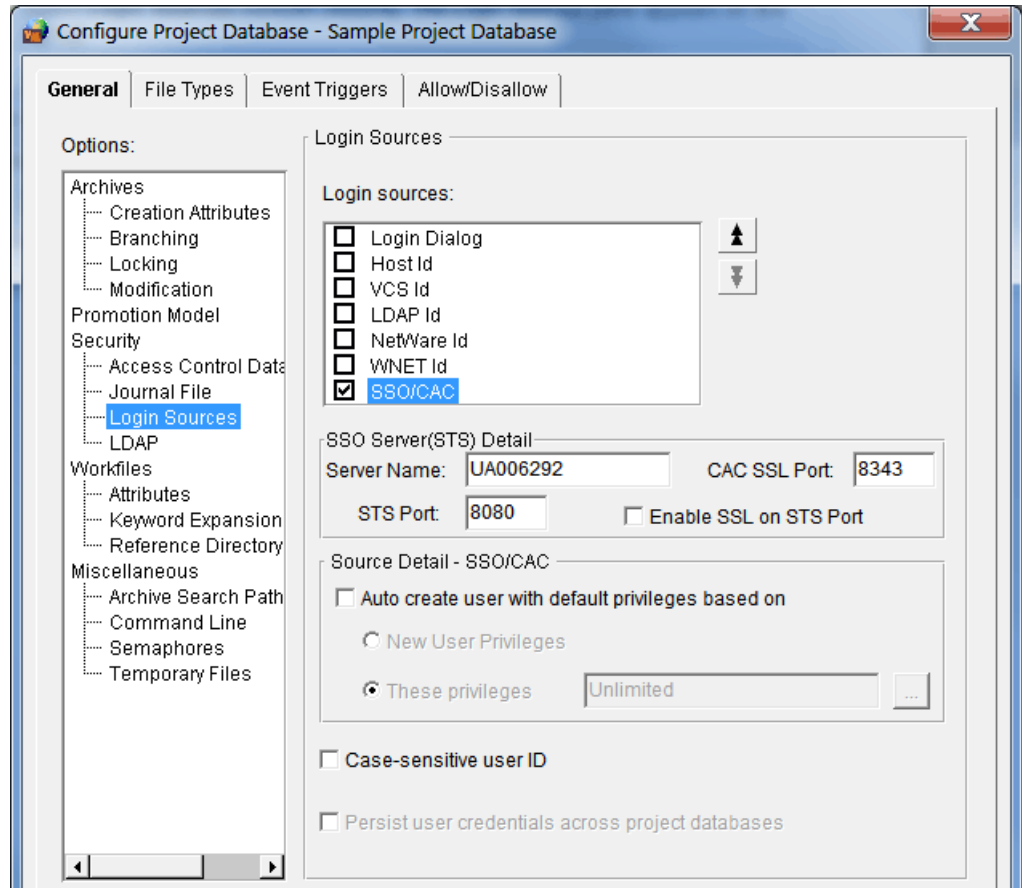 Configure Project Database - Sample Project Database
X
General File Types Event Triggers Allow/Disallow
Options:
Archives
Creation Attributes
Branching
Locking
Modification
Promotion Model
Security
Access Control Data
Journal File
Login Sources
LDAP
Workfiles
Attributes
Keyword Expansion
Reference Directory
Miscellaneous
Archive Search Path
Command Line
Semaphores
Temporary Files
Login Sources
Login sources:
Login Dialog
Host Id
VCS Id
LDAP Id
NetWare Id
WNET Id
SSO/CAC
SSO Server(STS) Detail
Server Name: UA006292 CAC SSL Port: 8343
STS Port: 8080 Enable SSL on STS Port
Source Detail - SSO/CAC
Auto create user with default privileges based on
New User Privileges
These privileges Unlimited ...
Case-sensitive user ID
Persist user credentials across project databases